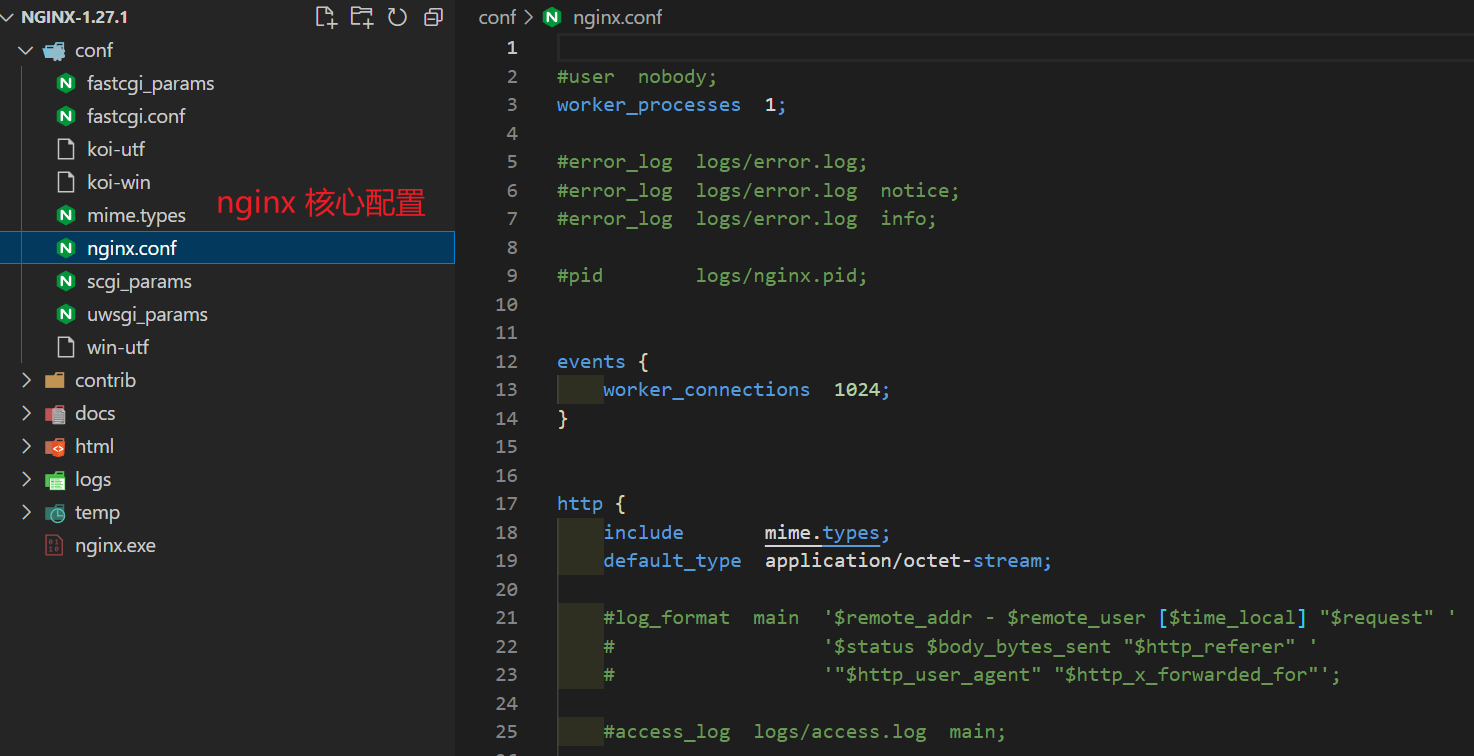 NGINX-1.27.1
conf
fastcgi_params
fastcgi.conf
koi-utf
koi-win
mime.types
nginx 核心配置
nginx.conf
scgi_params
uwsgi_params
win-utf
contrib
docs
html
logs
temp
nginx.exe
conf > nginx.conf
1
2 #user  nobody;
3 worker_processes  1;
4
5 #error_log  logs/error.log;
6 #error_log  logs/error.log  notice;
7 #error_log  logs/error.log  info;
8
9 #pid        logs/nginx.pid;
10
11
12 events {
13     worker_connections  1024;
14 }
15
16
17 http {
18     include       mime.types;
19     default_type  application/octet-stream;
20
21     #log_format  main  '$remote_addr - $remote_user [$time_local] "$request" '
22     #                  '$status $body_bytes_sent "$http_referer" '
23     #                  '"$http_user_agent" "$http_x_forwarded_for"';
24
25     #access_log  logs/access.log  main;